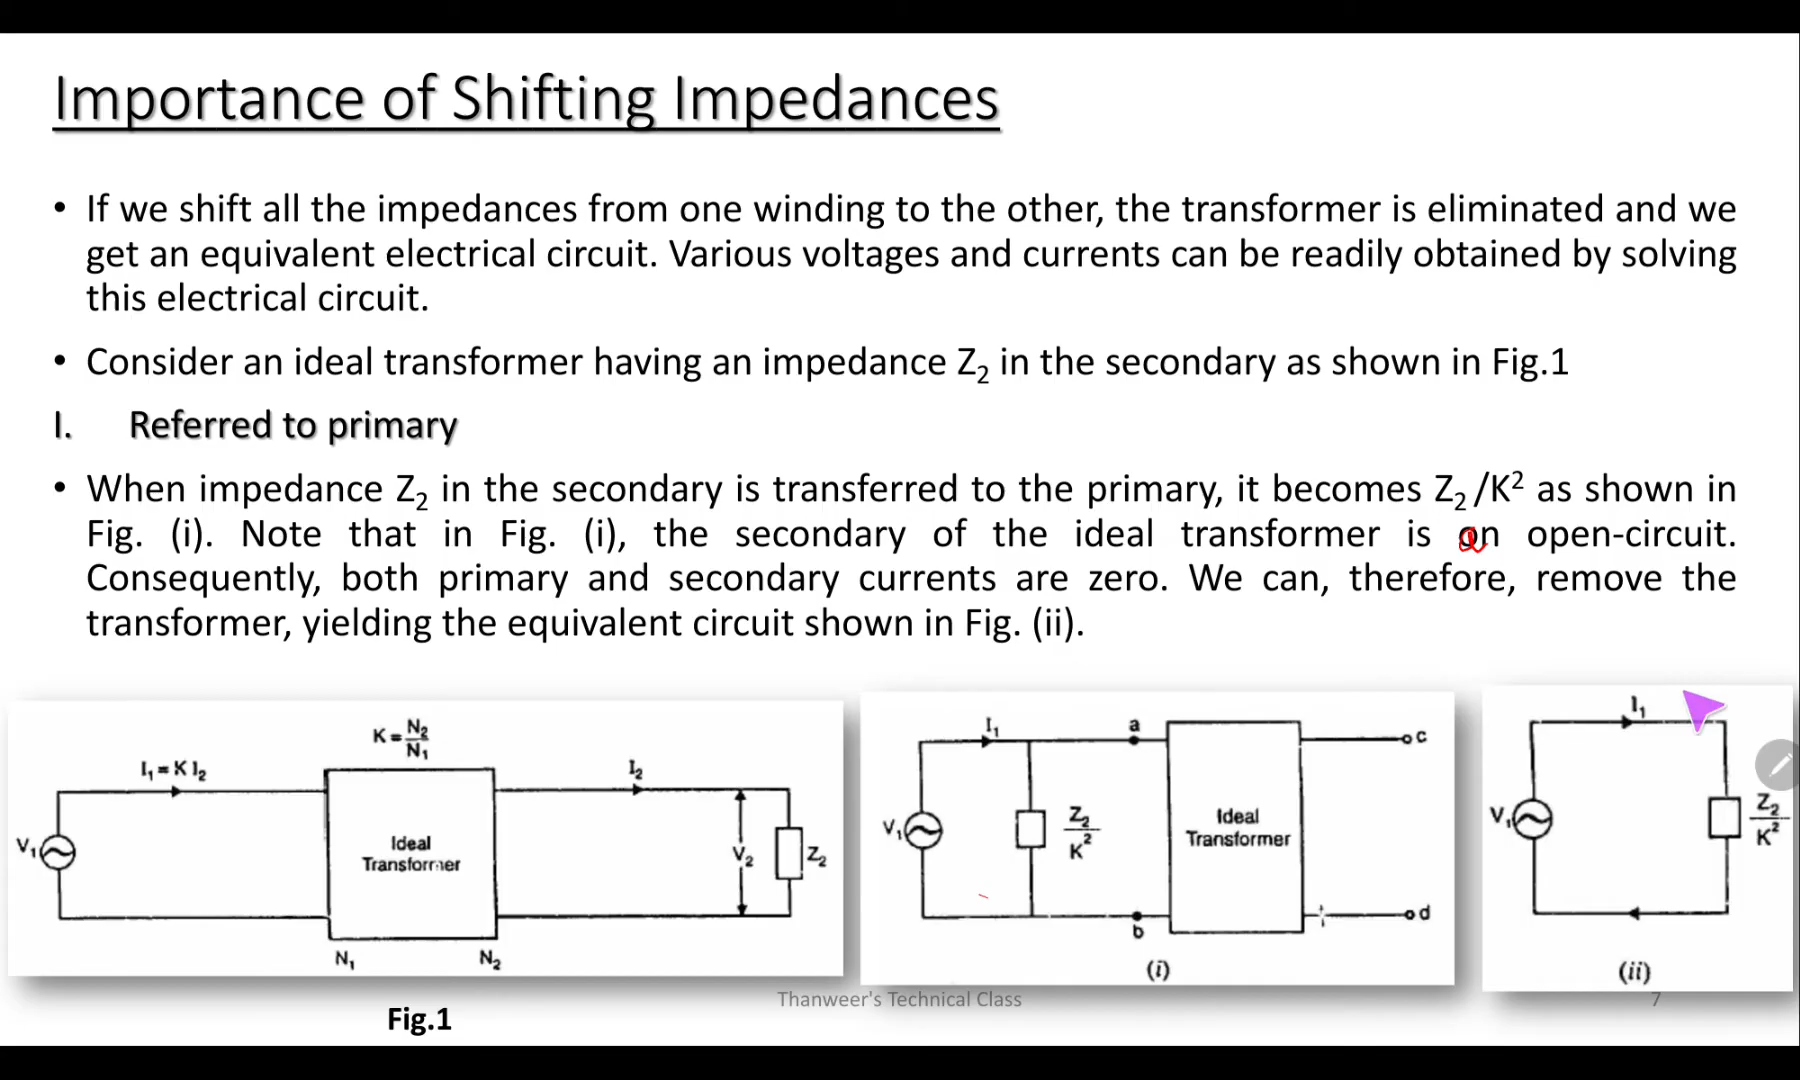 Importance of Shifting Impedances
• If we shift all the impedances from one winding to the other, the transformer is eliminated and we
get an equivalent electrical circuit. Various voltages and currents can be readily obtained by solving
this electrical circuit.
• Consider an ideal transformer having an impedance Z₂ in the secondary as shown in Fig.1
I. Referred to primary
• When impedance Z₂ in the secondary is transferred to the primary, it becomes Z₂/K² as shown in
Fig. (i). Note that in Fig. (i), the secondary of the ideal transformer is an open-circuit.
Consequently, both primary and secondary currents are zero. We can, therefore, remove the
transformer, yielding the equivalent circuit shown in Fig. (ii).
K = N₂/N₁
I₁ = K I₂
I₂
V₁
Ideal
Transformer
V₂
Z₂
N₁
N₂
Fig.1
I₁
a
c
V₁
Z₂/K²
Ideal
Transformer
b
d
(i)
I₁
V₁
Z₂/K²
(ii)
Thanweer's Technical Class
7